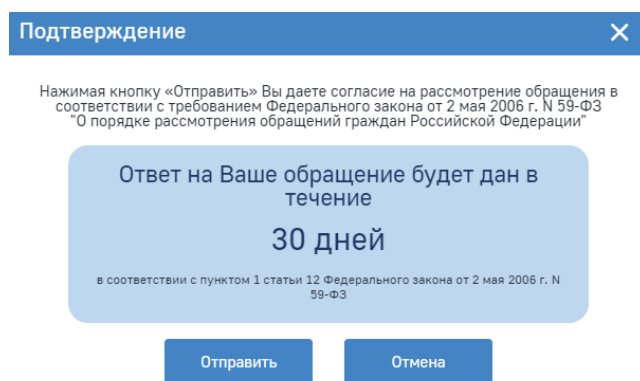 Подтверждение
Нажимая кнопку «Отправить» Вы даете согласие на рассмотрение обращения в
соответствии с требованием Федерального закона от 2 мая 2006 г. N 59-ФЗ
"О порядке рассмотрения обращений граждан Российской Федерации"
Ответ на Ваше обращение будет дан в
течение
30 дней
в соответствии с пунктом 1 статьи 12 Федерального закона от 2 мая 2006 г. N
59-ФЗ
Отправить
Отмена